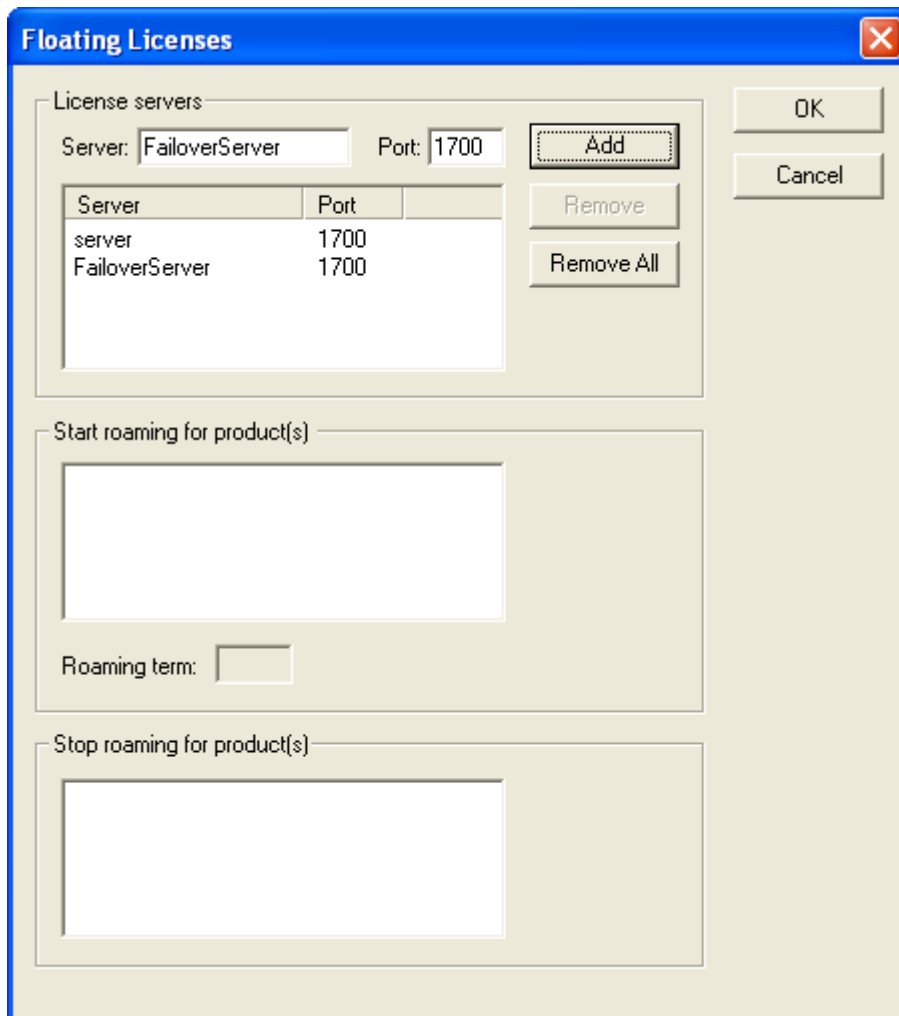 Floating Licenses
License servers
OK
Server: FailoverServer Port: 1700 Add
Cancel
Server Port Remove
server 1700
FailoverServer 1700 Remove All
Start roaming for product(s)
Roaming term:
Stop roaming for product(s)